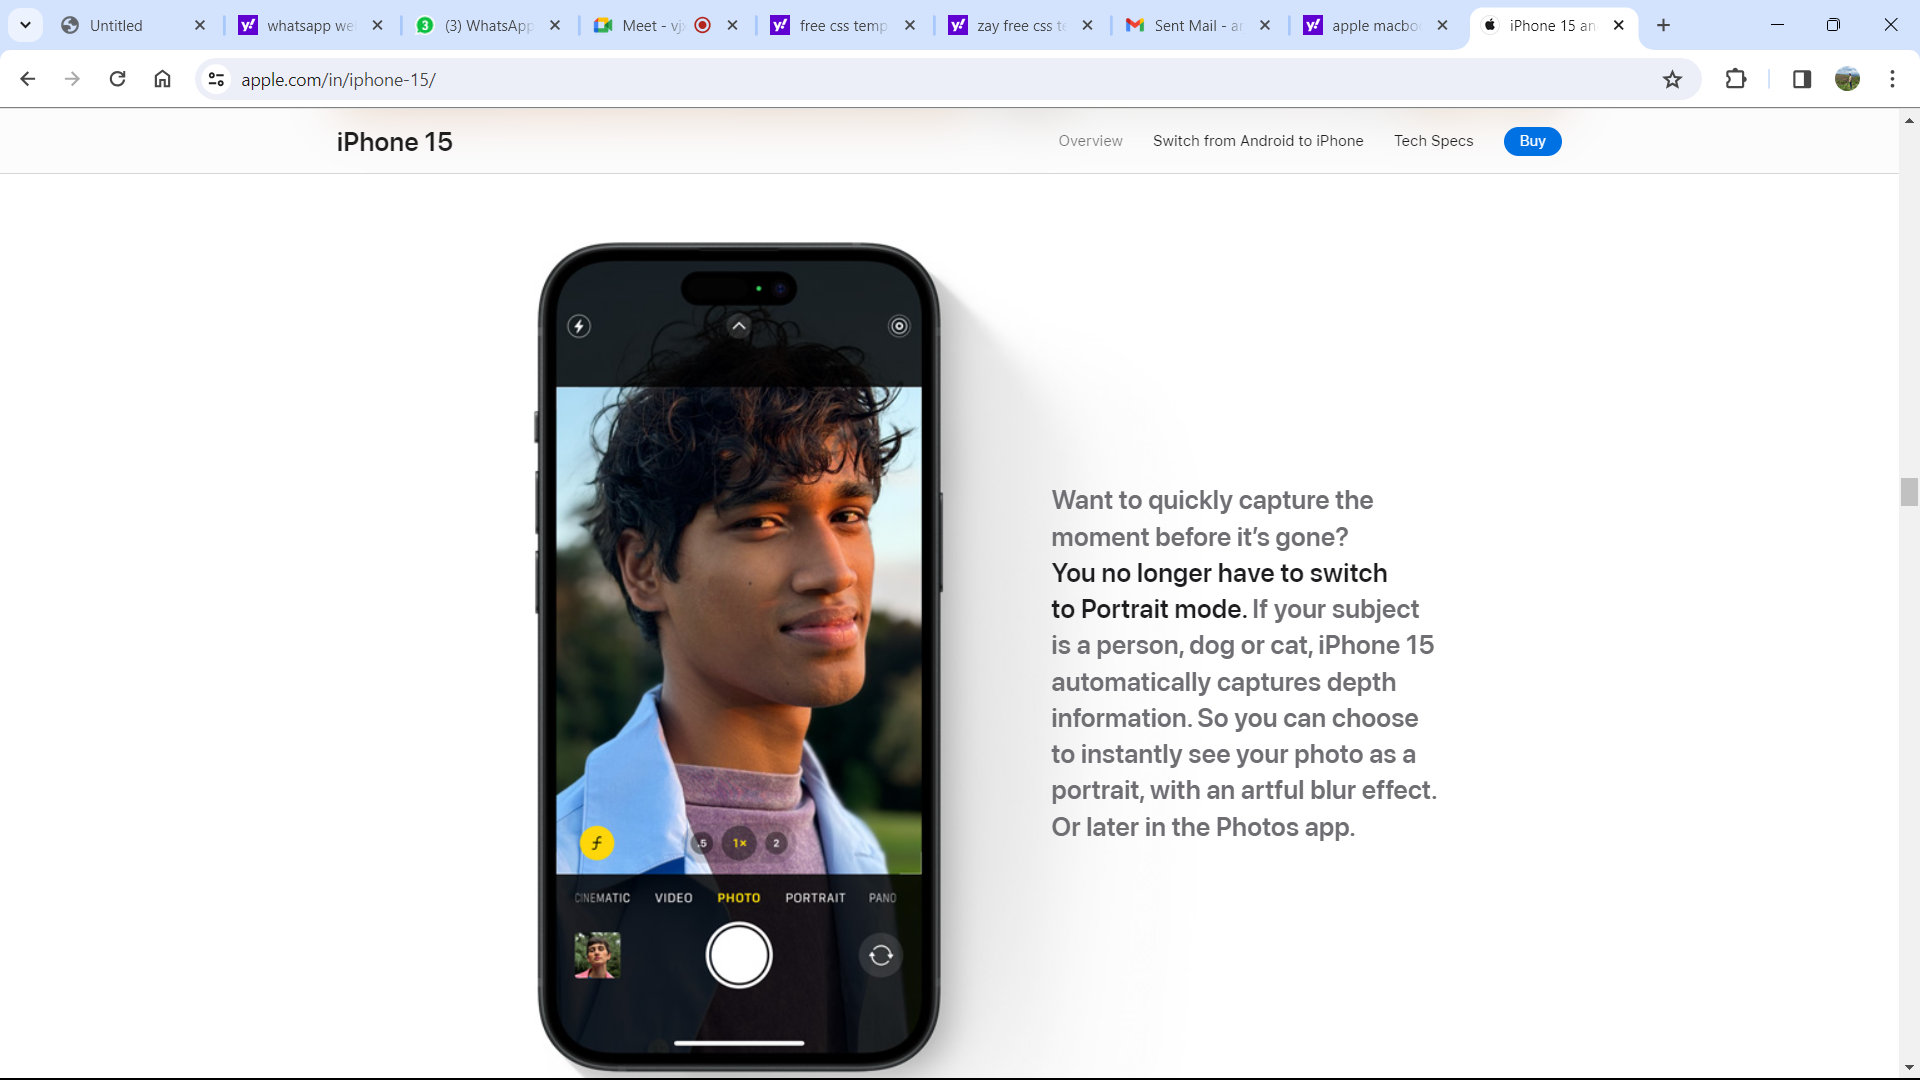 Untitled
whatsapp we
3
(3) WhatsApp
Meet - vjx
y!
free css temp
y!
zay free css te
Sent Mail - ar
y!
apple macbo
iPhone 15 an
apple.com/in/iphone-15/
iPhone 15
Overview
Switch from Android to iPhone
Tech Specs
Buy
Want to quickly capture the
moment before it’s gone?
You no longer have to switch
to Portrait mode. If your subject
is a person, dog or cat, iPhone 15
automatically captures depth
information. So you can choose
to instantly see your photo as a
portrait, with an artful blur effect.
Or later in the Photos app.
f
.5
1×
2
CINEMATIC
VIDEO
PHOTO
PORTRAIT
PANO